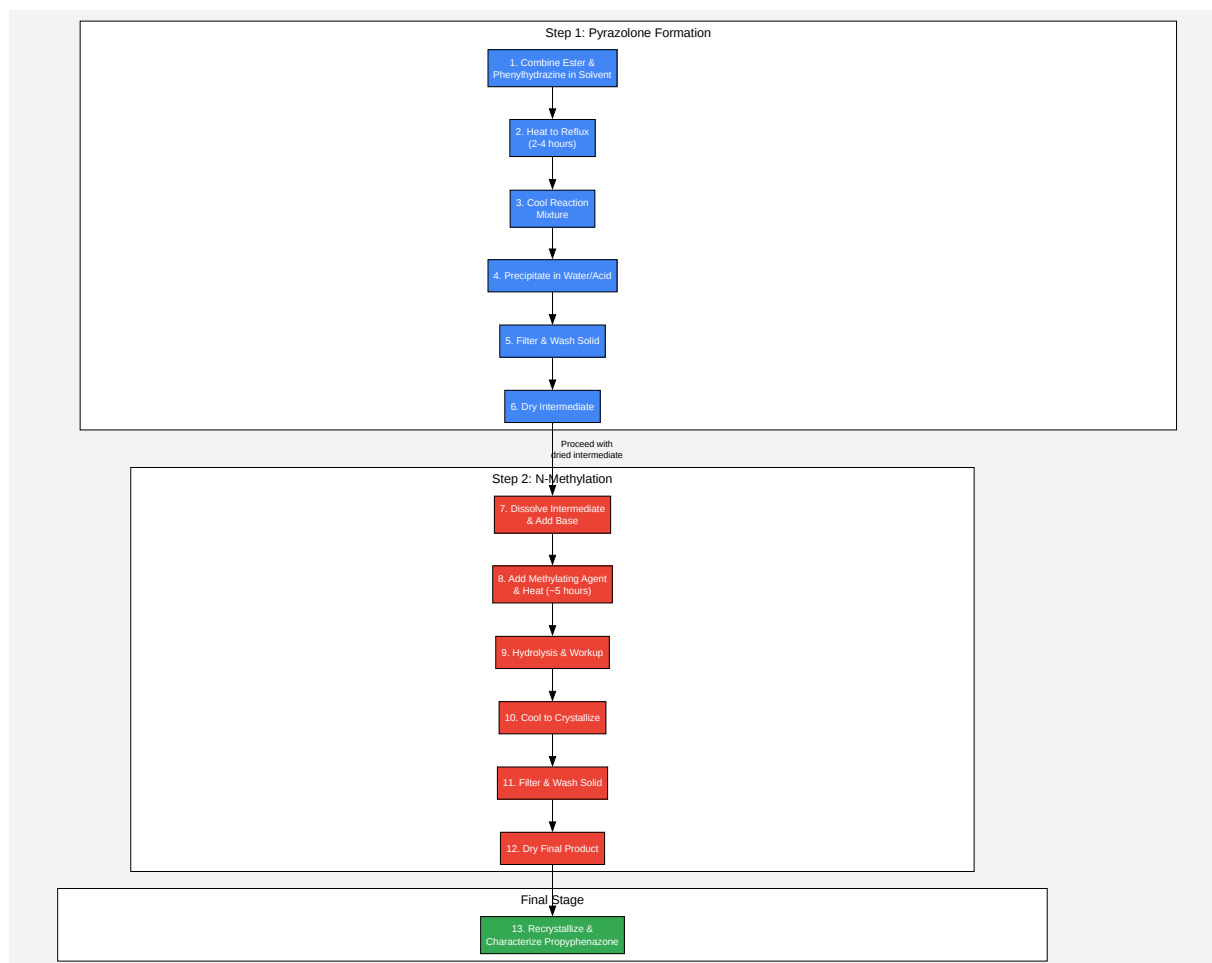 Step 1: Pyrazolone Formation
1. Combine Ester &
Phenylhydrazine in Solvent
2. Heat to Reflux
(2-4 hours)
3. Cool Reaction
Mixture
4. Precipitate in Water/Acid
5. Filter & Wash Solid
6. Dry Intermediate
Proceed with
dried intermediate
Step 2: N-Methylation
7. Dissolve Intermediate
& Add Base
8. Add Methylating Agent
& Heat (~5 hours)
9. Hydrolysis & Workup
10. Cool to Crystallize
11. Filter & Wash Solid
12. Dry Final Product
Final Stage
13. Recrystallize &
Characterize Propyphenazone